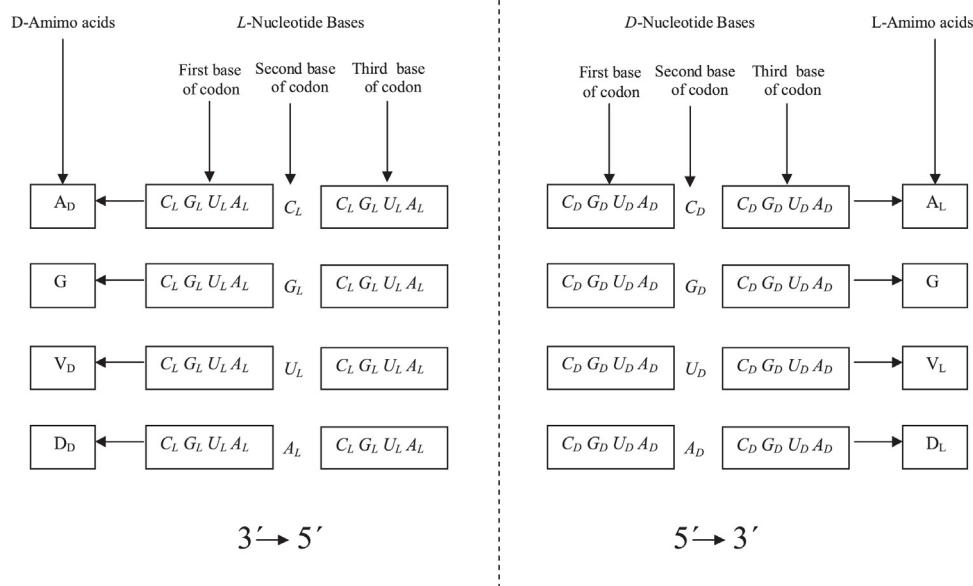 D-Amimo acids L-Nucleotide Bases D-Nucleotide Bases L-Amimo acids
First base of codon Second base of codon Third base of codon First base of codon Second base of codon Third base of codon
A_D C_L G_L U_L A_L C_L C_L G_L U_L A_L C_D G_D U_D A_D C_D C_D G_D U_D A_D A_L
G C_L G_L U_L A_L G_L C_L G_L U_L A_L C_D G_D U_D A_D G_D C_D G_D U_D A_D G
V_D C_L G_L U_L A_L U_L C_L G_L U_L A_L C_D G_D U_D A_D U_D C_D G_D U_D A_D V_L
D_D C_L G_L U_L A_L A_L C_L G_L U_L A_L C_D G_D U_D A_D A_D C_D G_D U_D A_D D_L
3´→ 5´ 5´→ 3´